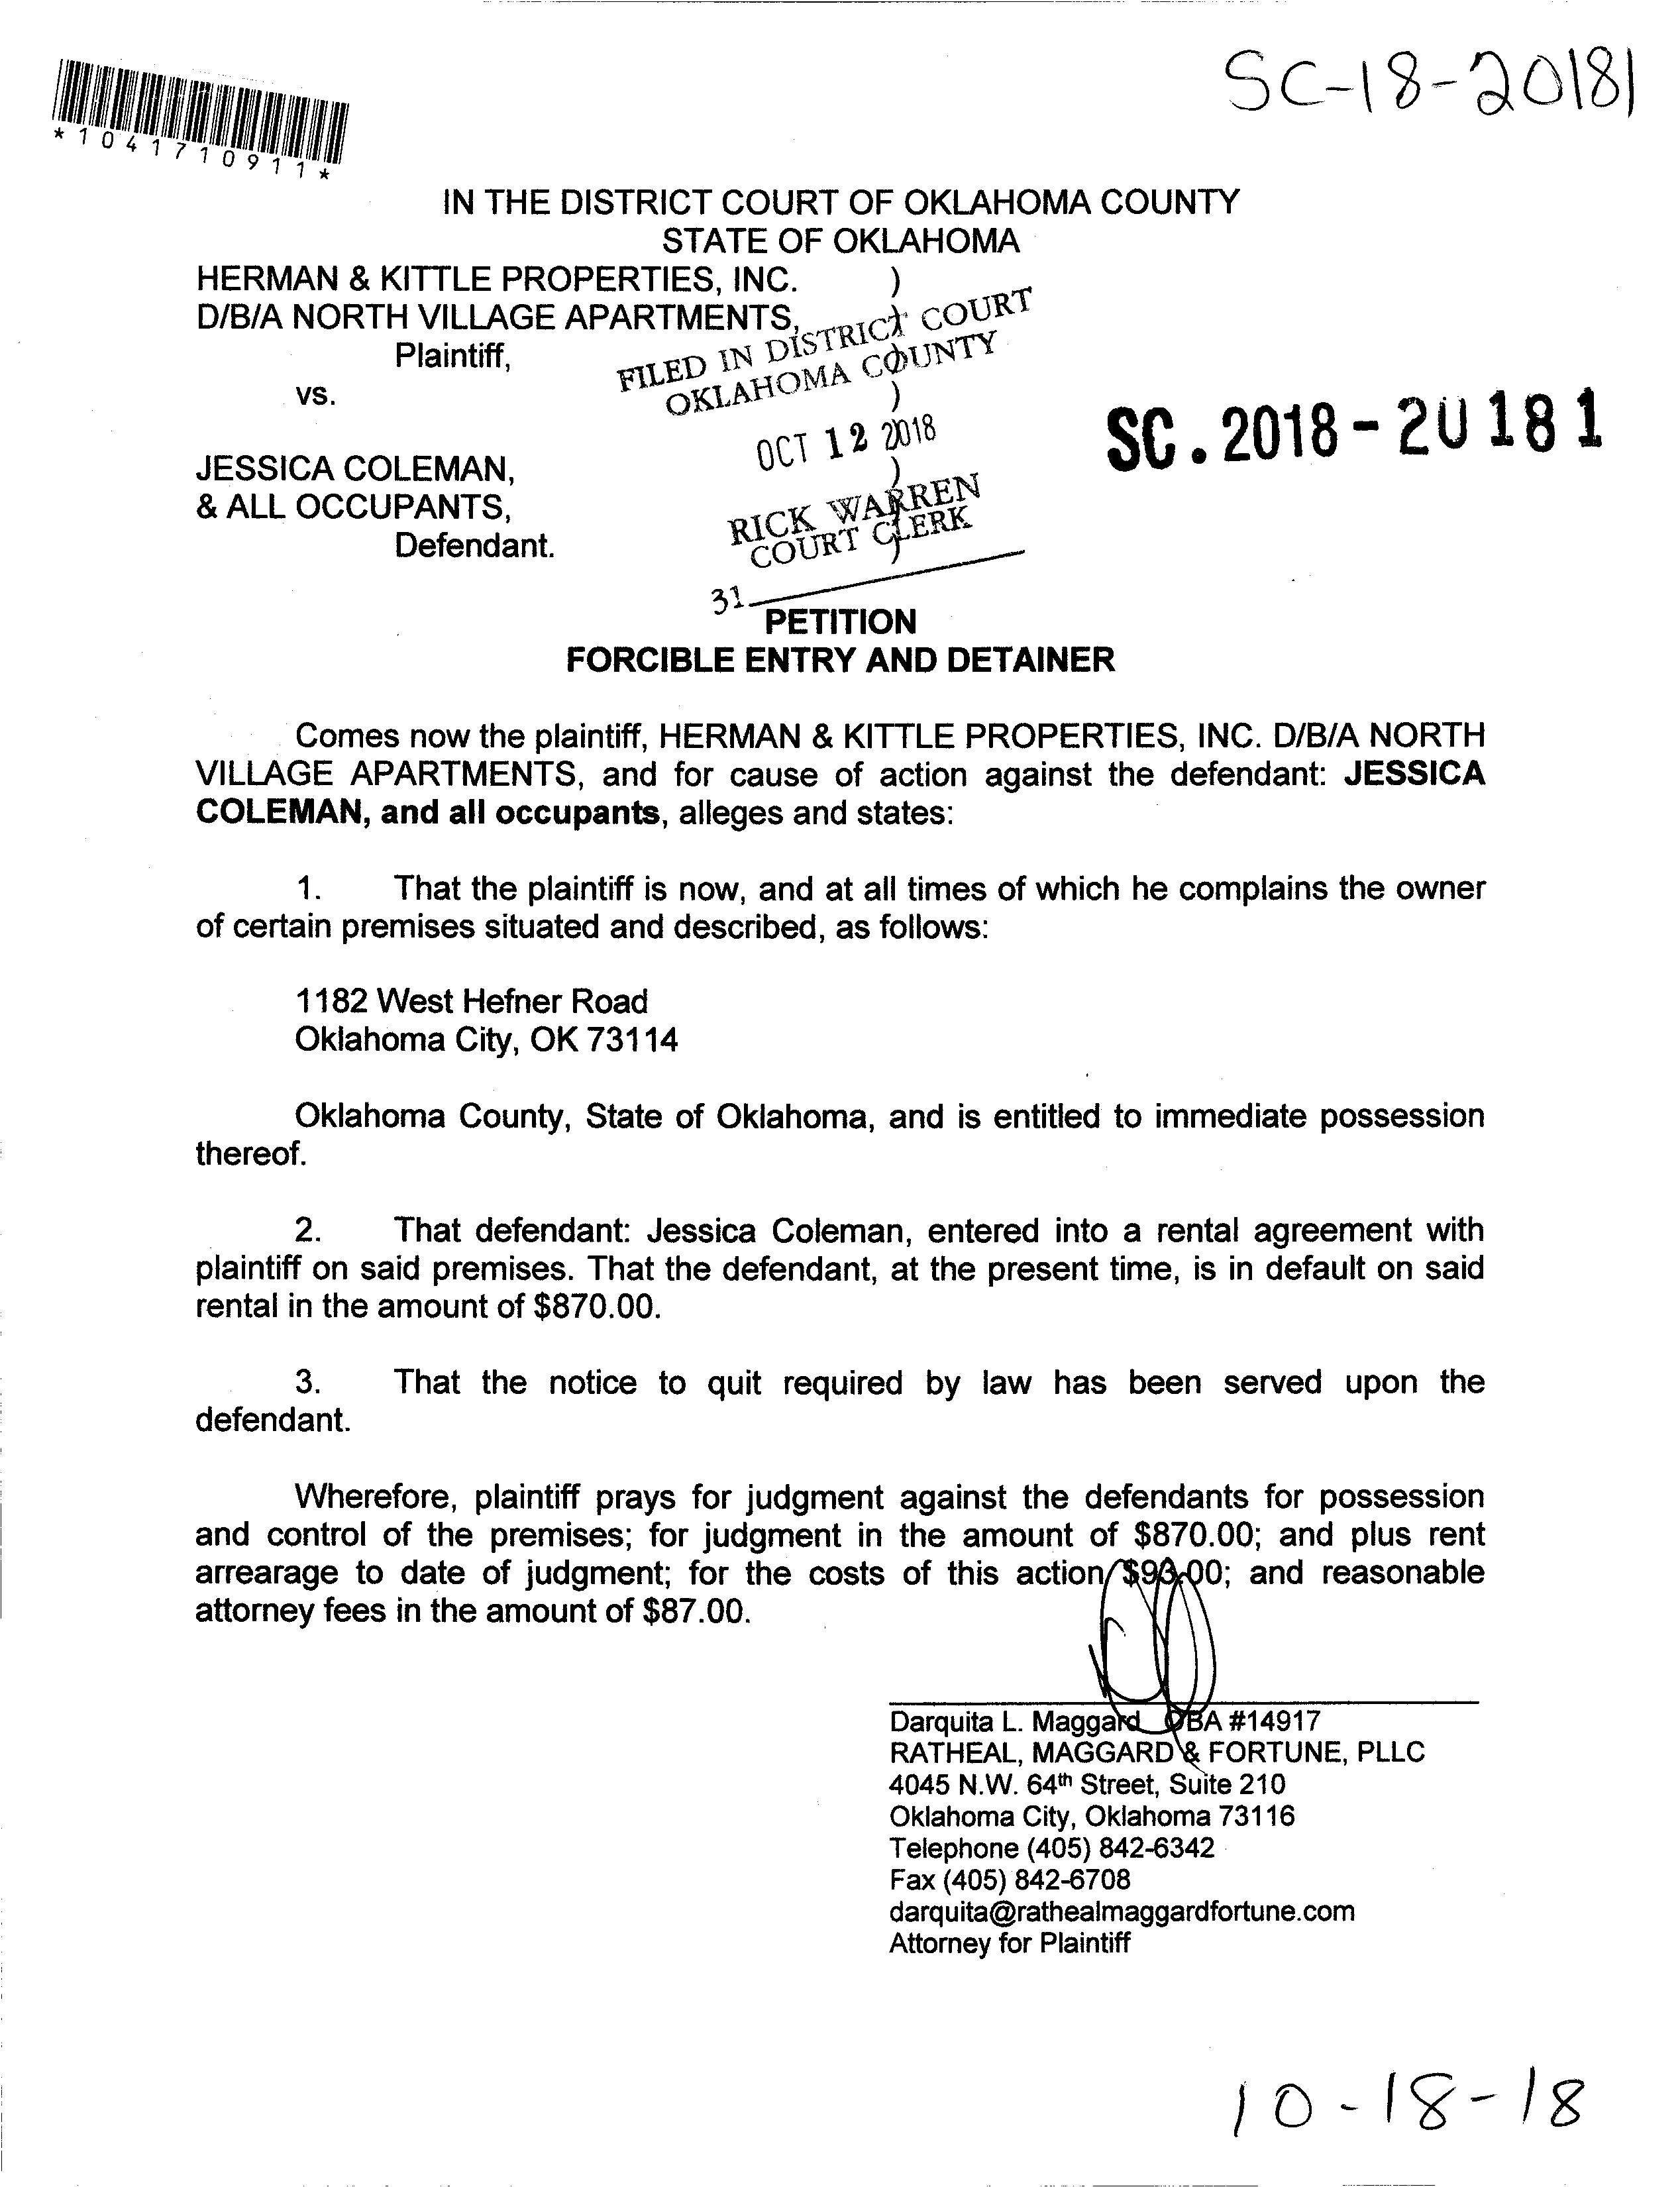 SC-18-20181
*1041710911*
IN THE DISTRICT COURT OF OKLAHOMA COUNTY
STATE OF OKLAHOMA
HERMAN & KITTLE PROPERTIES, INC. )
D/B/A NORTH VILLAGE APARTMENTS, )
Plaintiff, )
vs. )
JESSICA COLEMAN, )
& ALL OCCUPANTS, )
Defendant. )
FILED IN DISTRICT COURT
OKLAHOMA COUNTY
OCT 12 2018
RICK WARREN
COURT CLERK
31
SC. 2018-20181
PETITION
FORCIBLE ENTRY AND DETAINER
Comes now the plaintiff, HERMAN & KITTLE PROPERTIES, INC. D/B/A NORTH
VILLAGE APARTMENTS, and for cause of action against the defendant: JESSICA
COLEMAN, and all occupants, alleges and states:
1. That the plaintiff is now, and at all times of which he complains the owner
of certain premises situated and described, as follows:
1182 West Hefner Road
Oklahoma City, OK 73114
Oklahoma County, State of Oklahoma, and is entitled to immediate possession
thereof.
2. That defendant: Jessica Coleman, entered into a rental agreement with
plaintiff on said premises. That the defendant, at the present time, is in default on said
rental in the amount of $870.00.
3. That the notice to quit required by law has been served upon the
defendant.
Wherefore, plaintiff prays for judgment against the defendants for possession
and control of the premises; for judgment in the amount of $870.00; and plus rent
arrearage to date of judgment; for the costs of this action and reasonable
attorney fees in the amount of $87.00.
Darquita L. Maggard OBA #14917
RATHEAL, MAGGARD & FORTUNE, PLLC
4045 N.W. 64th Street, Suite 210
Oklahoma City, Oklahoma 73116
Telephone (405) 842-6342
Fax (405) 842-6708
darquita@rathealmaggardfortune.com
Attorney for Plaintiff
10-18-18